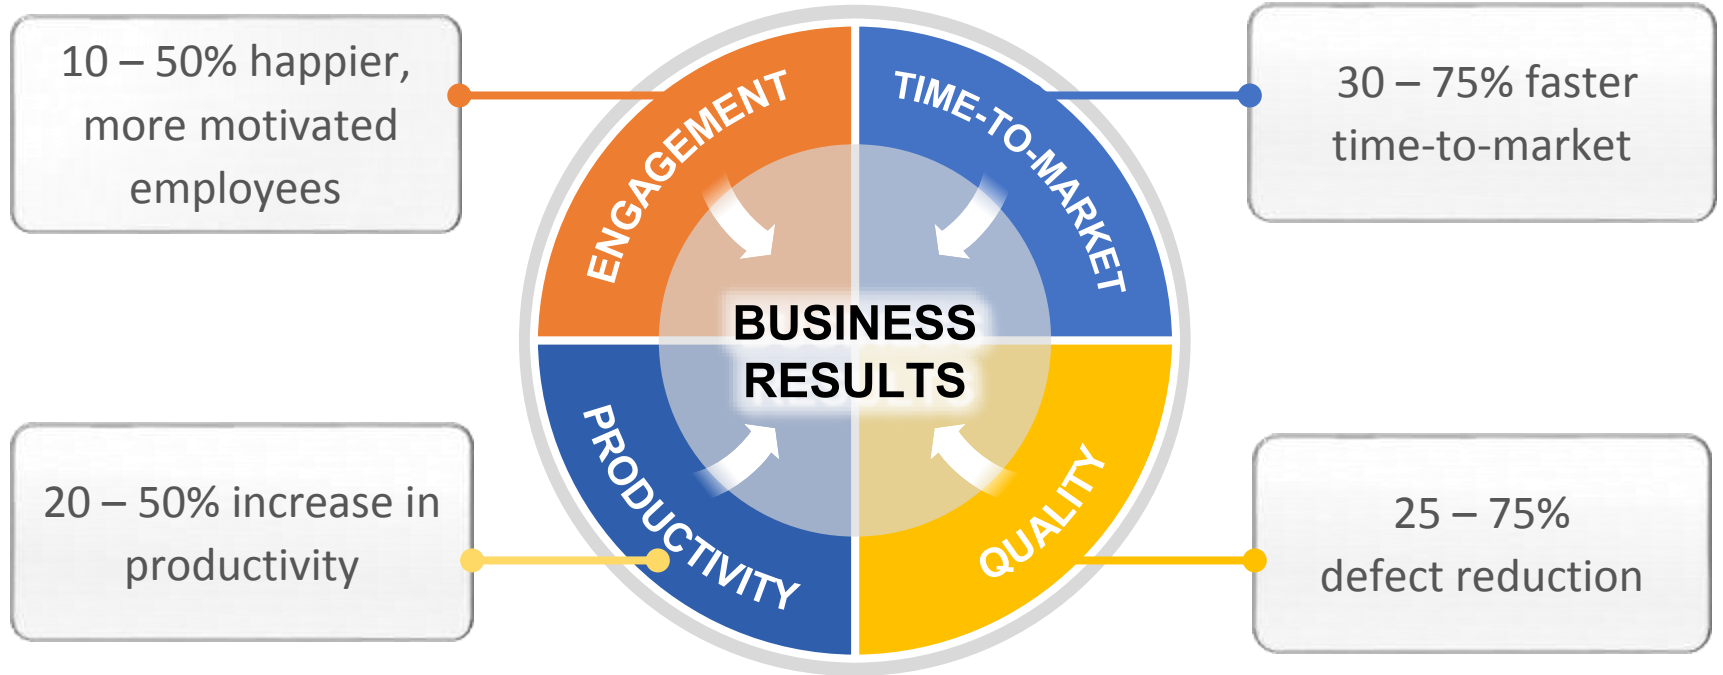 10 – 50% happier,
more motivated
employees
ENGAGEMENT
TIME-TO-MARKET
30 – 75% faster
time-to-market
BUSINESS
RESULTS
20 – 50% increase in
productivity
PRODUCTIVITY
QUALITY
25 – 75%
defect reduction